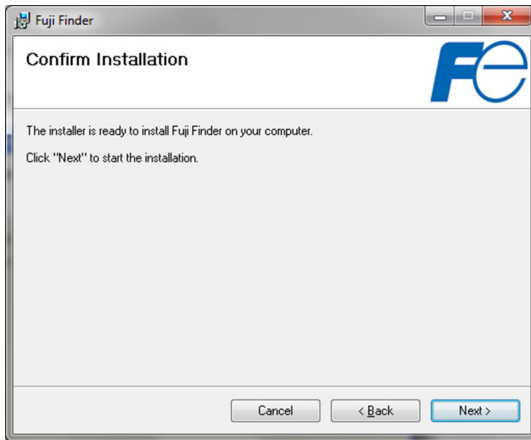 Fuji Finder
Confirm Installation
Fe
The installer is ready to install Fuji Finder on your computer.
Click "Next" to start the installation.
Cancel
< Back
Next >